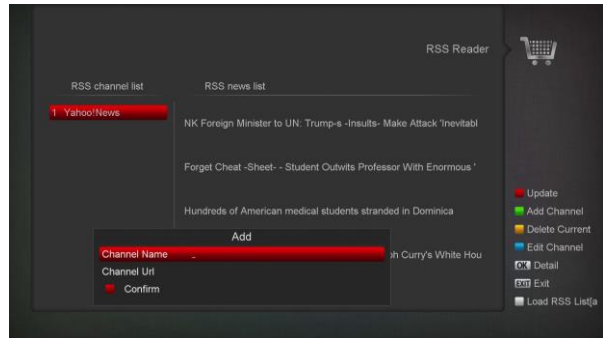 RSS Reader
RSS channel list
RSS news list
1 Yahoo!News
NK Foreign Minister to UN: Trump-s -Insults- Make Attack 'Inevitabl
Forget Cheat -Sheet- - Student Outwits Professor With Enormous '
Hundreds of American medical students stranded in Dominica
ph Curry's White Hou
Add
Channel Name _
Channel Url
Confirm
Update
Add Channel
Delete Current
Edit Channel
OK Detail
EXIT Exit
Load RSS List[a